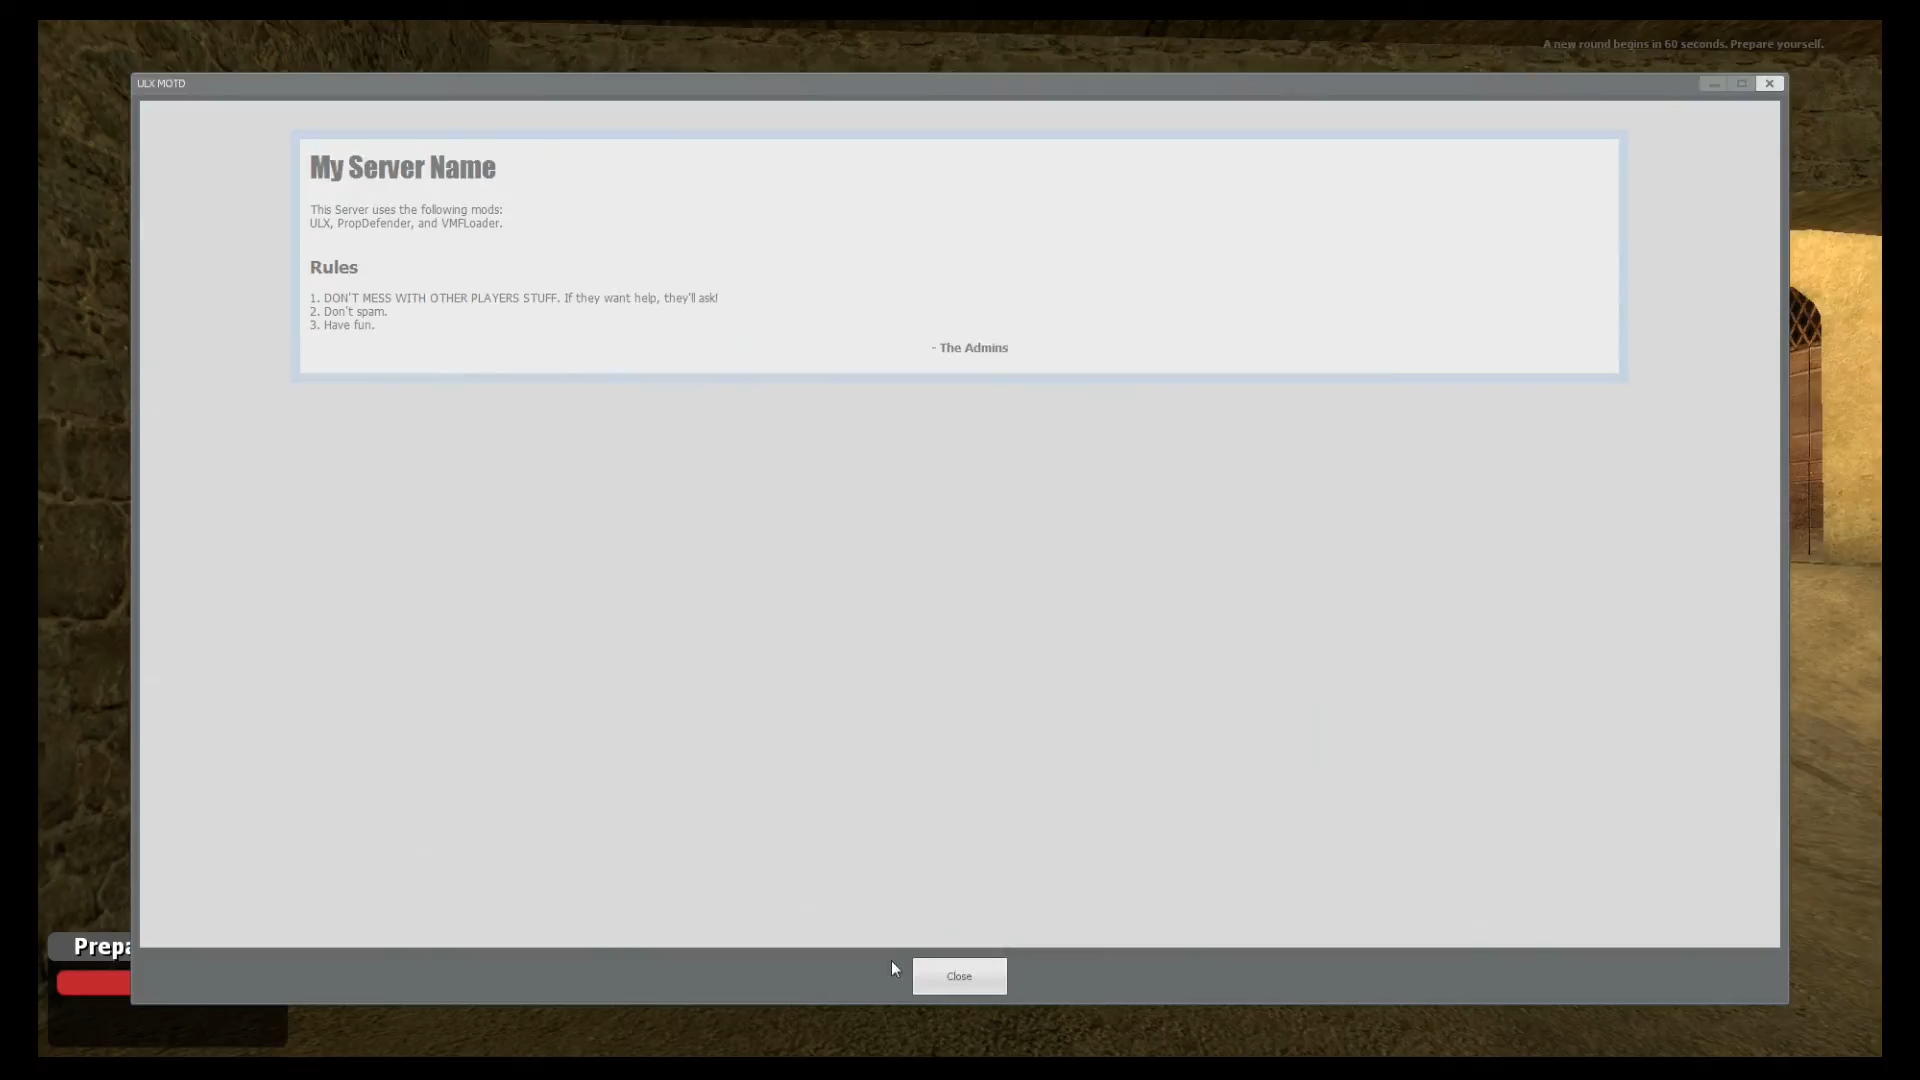 A new round begins in 60 seconds. Prepare yourself.
ULX MOTD
My Server Name
This Server uses the following mods:
ULX, PropDefender, and VMFLoader.
Rules
1. DON'T MESS WITH OTHER PLAYERS STUFF. If they want help, they'll ask!
2. Don't spam.
3. Have fun.
- The Admins
Prepa
Close